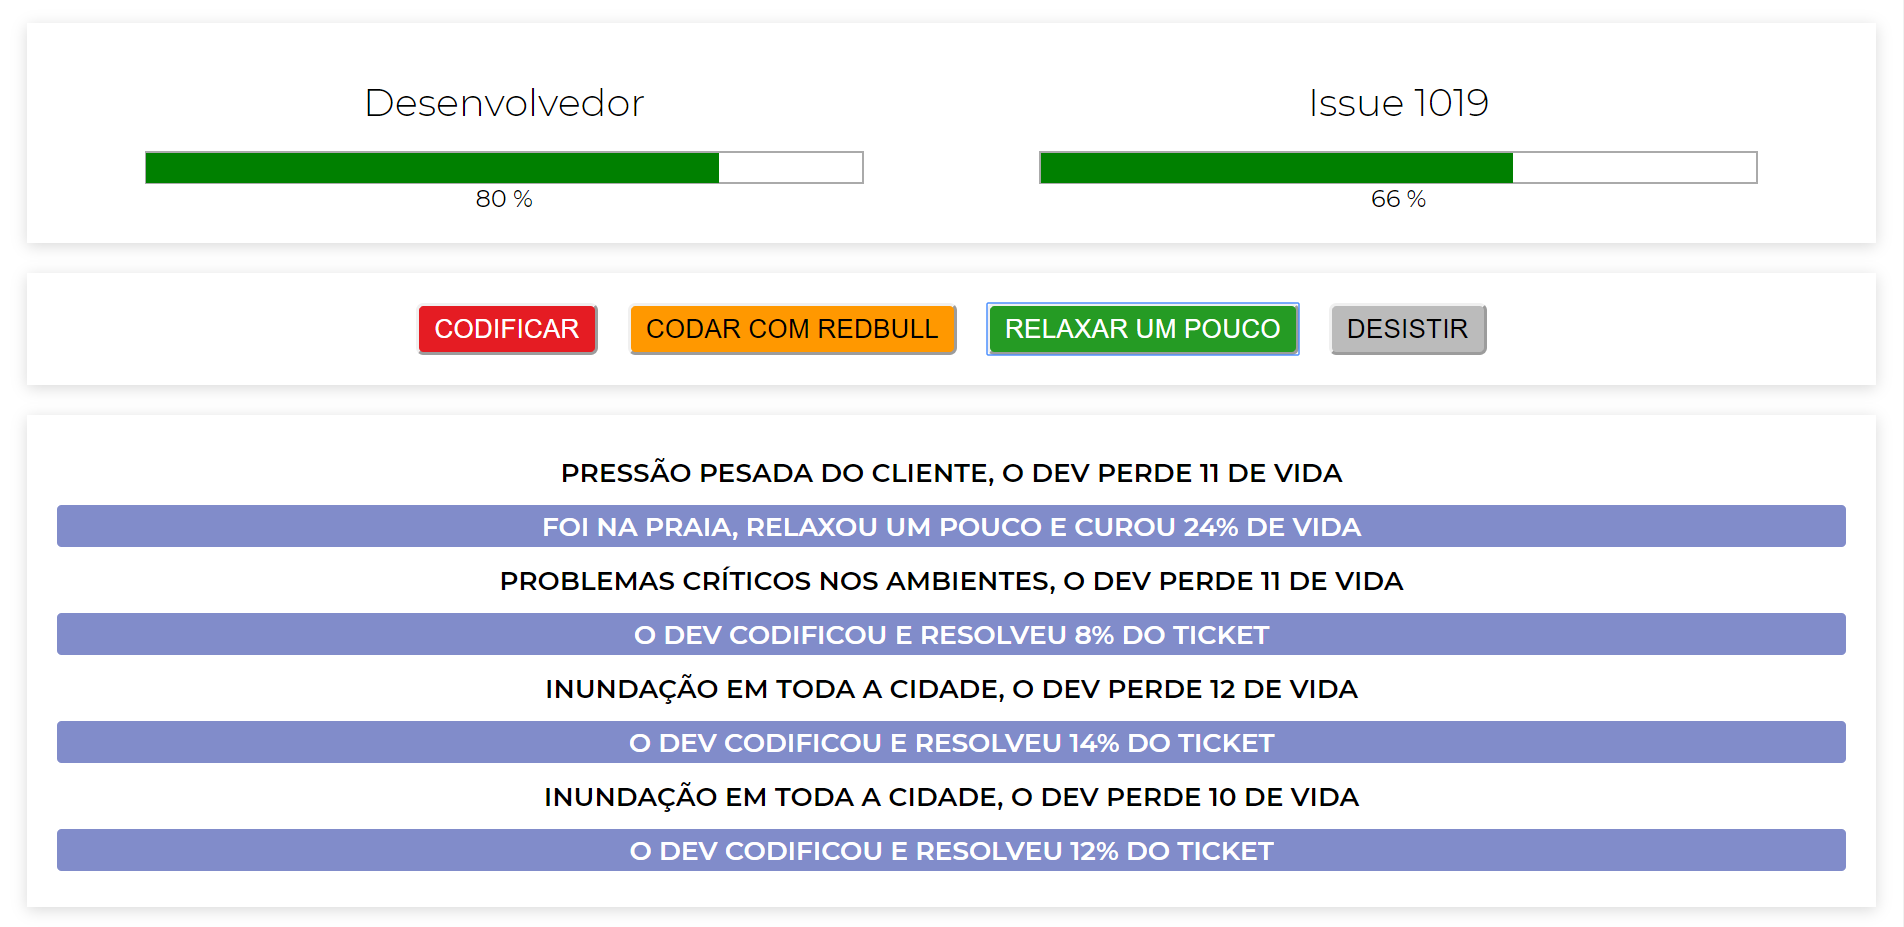 Desenvolvedor
80 %
Issue 1019
66 %
CODIFICAR
CODAR COM REDBULL
RELAXAR UM POUCO
DESISTIR
PRESSÃO PESADA DO CLIENTE, O DEV PERDE 11 DE VIDA
FOI NA PRAIA, RELAXOU UM POUCO E CUROU 24% DE VIDA
PROBLEMAS CRÍTICOS NOS AMBIENTES, O DEV PERDE 11 DE VIDA
O DEV CODIFICOU E RESOLVEU 8% DO TICKET
INUNDAÇÃO EM TODA A CIDADE, O DEV PERDE 12 DE VIDA
O DEV CODIFICOU E RESOLVEU 14% DO TICKET
INUNDAÇÃO EM TODA A CIDADE, O DEV PERDE 10 DE VIDA
O DEV CODIFICOU E RESOLVEU 12% DO TICKET